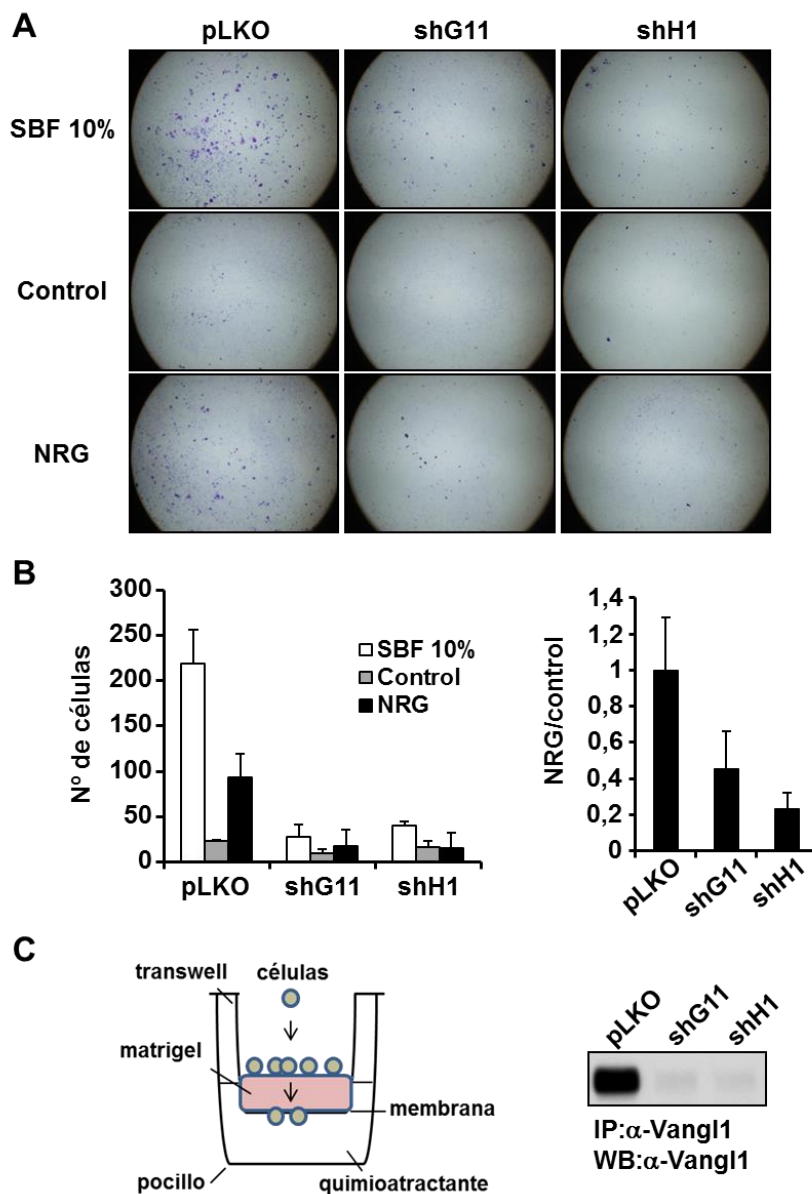 A
pLKO shG11 shH1
SBF 10%
Control
NRG
B
Nº de células
300
250
200
150
100
50
0
SBF 10%
Control
NRG
pLKO shG11 shH1
NRG/control
1,4
1,2
1
0,8
0,6
0,4
0,2
0
pLKO shG11 shH1
C
transwell células
matrigel
membrana
pocillo quimioatractante
pLKO shG11 shH1
IP:α-Vangl1
WB:α-Vangl1